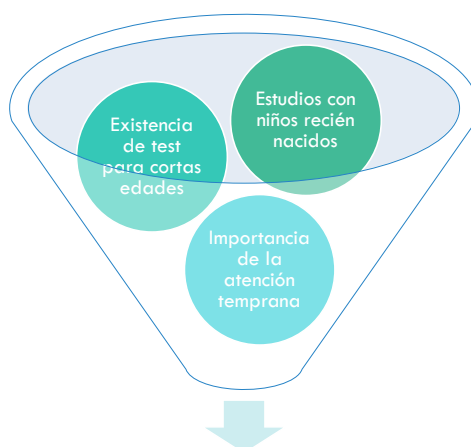 Existencia
de test
para cortas
edades
Estudios con
niños recién
nacidos
Importancia
de la
atención
temprana